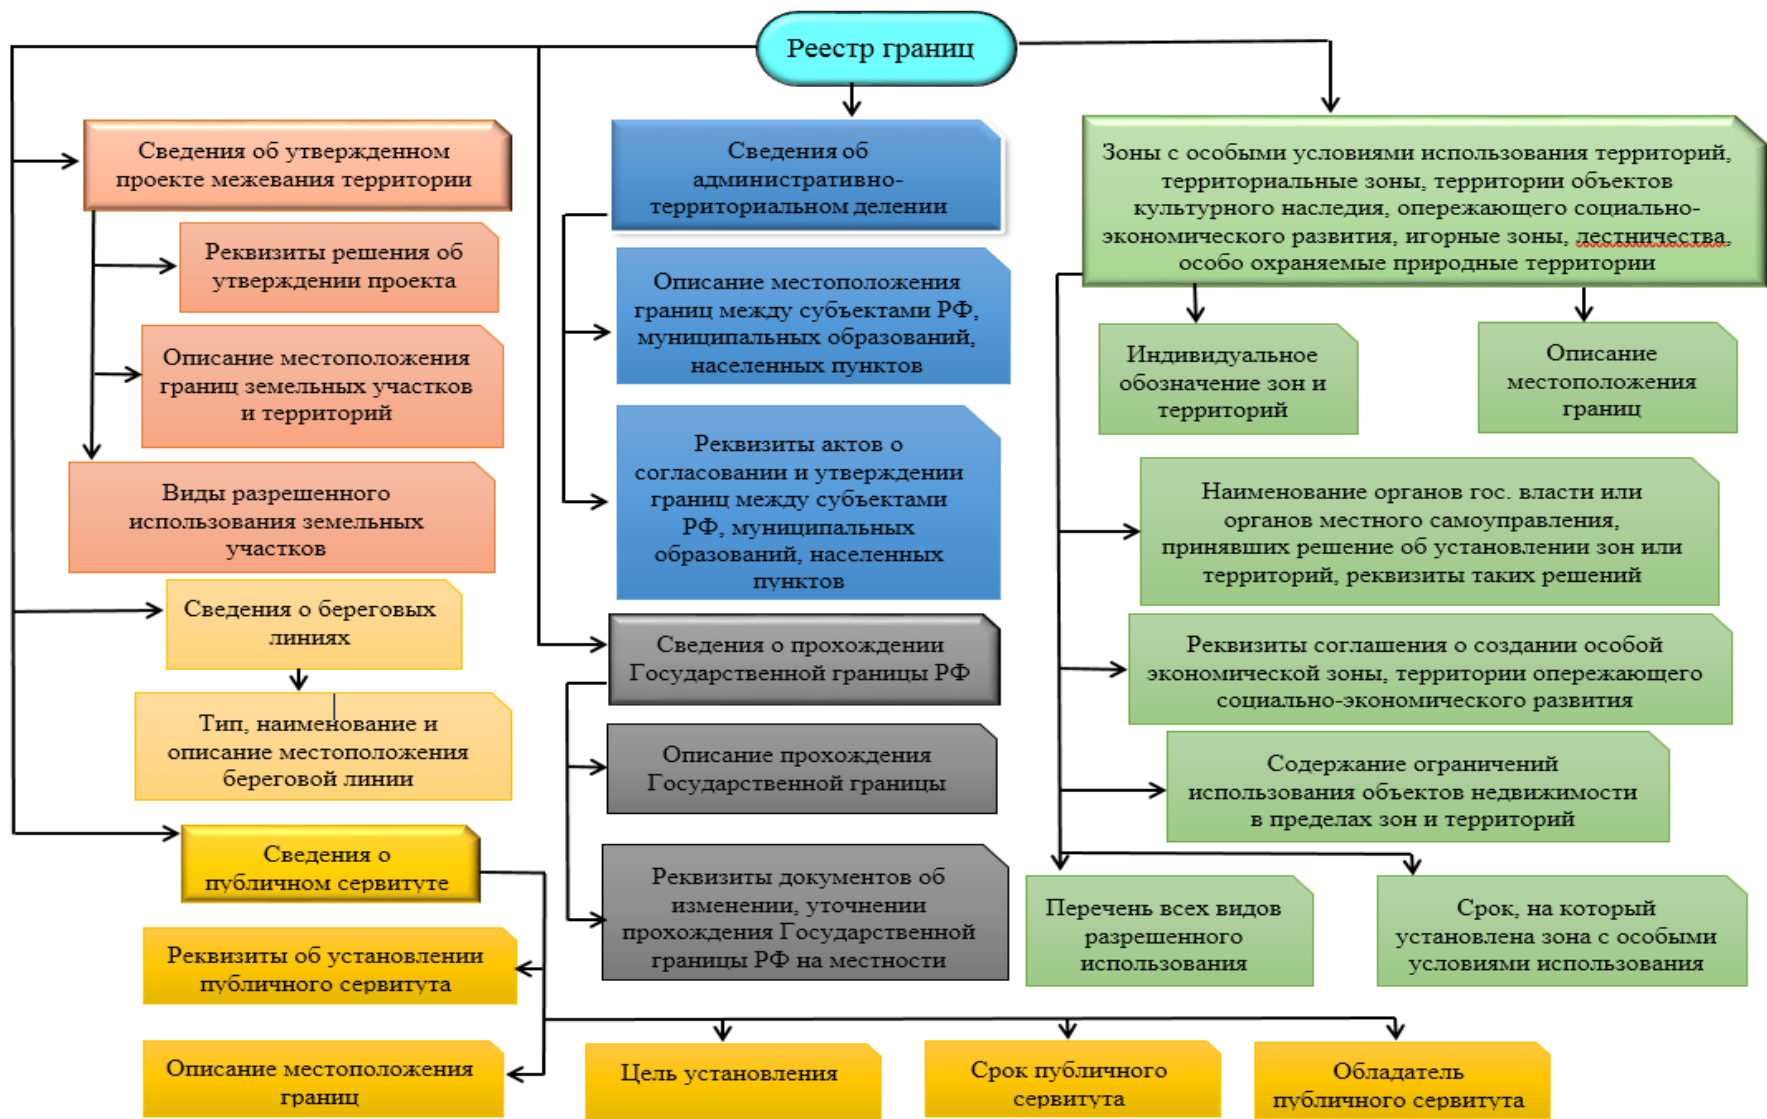 Реестр границ
Сведения об утвержденном
проекте межевания территории
Реквизиты решения об
утверждении проекта
Описание местоположения
границ земельных участков
и территорий
Виды разрешенного
использования земельных
участков
Сведения о береговых
линиях
Тип, наименование и
описание местоположения
береговой линии
Сведения о
публичном сервитуте
Реквизиты об установлении
публичного сервитута
Описание местоположения
границ
Цель установления
Срок публичного
сервитута
Обладатель
публичного сервитута
Сведения об
административно-
территориальном делении
Описание местоположения
границ между субъектами РФ,
муниципальных образований,
населенных пунктов
Реквизиты актов о
согласовании и утверждении
границ между субъектами
РФ, муниципальных
образований, населенных
пунктов
Сведения о прохождении
Государственной границы РФ
Описание прохождения
Государственной границы
Реквизиты документов об
изменении, уточнении
прохождения Государственной
границы РФ на местности
Зоны с особыми условиями использования территорий,
территориальные зоны, территории объектов
культурного наследия, опережающего социально-
экономического развития, игорные зоны, лестничества,
особо охраняемые природные территории
Индивидуальное
обозначение зон и
территорий
Описание
местоположения
границ
Наименование органов гос. власти или
органов местного самоуправления,
принявших решение об установлении зон или
территорий, реквизиты таких решений
Реквизиты соглашения о создании особой
экономической зоны, территории опережающего
социально-экономического развития
Содержание ограничений
использования объектов недвижимости
в пределах зон и территорий
Перечень всех видов
разрешенного
использования
Срок, на который
установлена зона с особыми
условиями использования